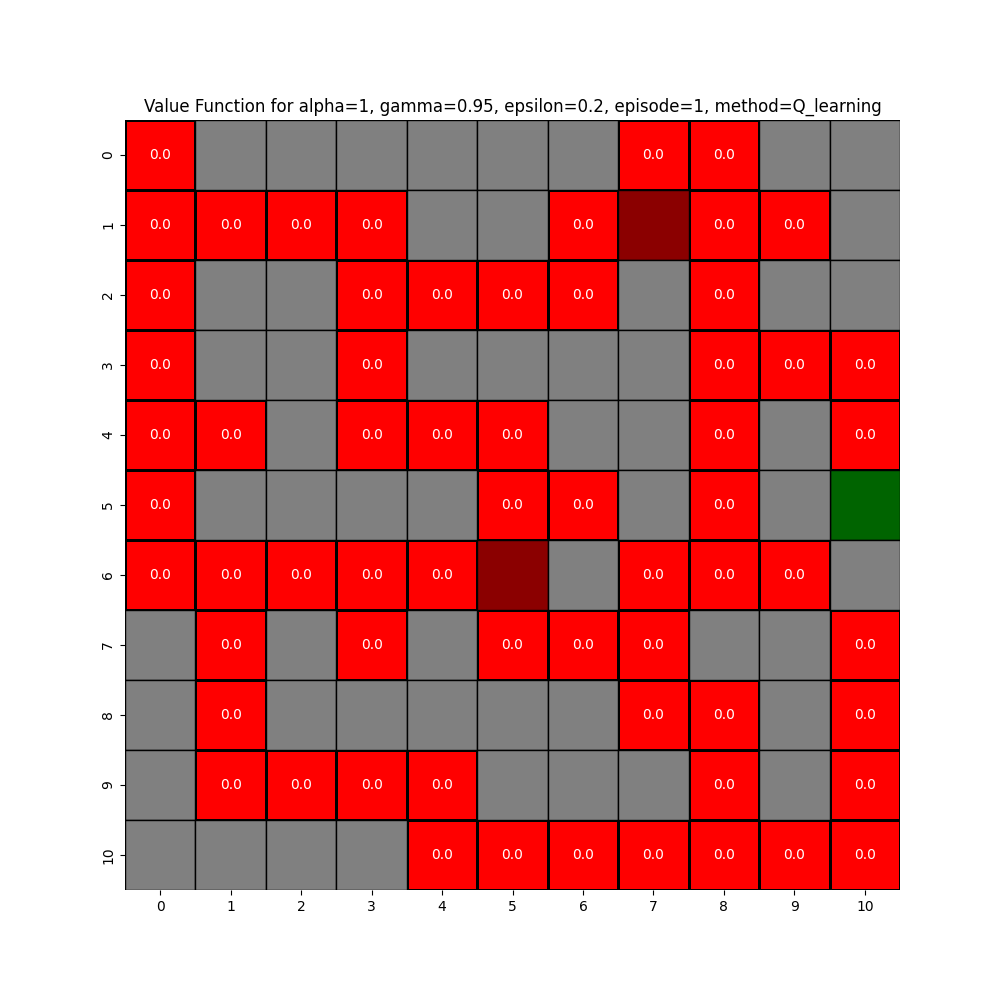 Value Function for alpha=1, gamma=0.95, epsilon=0.2, episode=1, method=Q_learning
0 0.0 0.0 0.0
1 0.0 0.0 0.0 0.0 0.0 0.0 0.0
2 0.0 0.0 0.0 0.0 0.0 0.0
3 0.0 0.0 0.0 0.0 0.0
4 0.0 0.0 0.0 0.0 0.0 0.0 0.0
5 0.0 0.0 0.0 0.0
6 0.0 0.0 0.0 0.0 0.0 0.0 0.0 0.0
7 0.0 0.0 0.0 0.0 0.0 0.0
8 0.0 0.0 0.0 0.0
9 0.0 0.0 0.0 0.0 0.0 0.0
10 0.0 0.0 0.0 0.0 0.0 0.0 0.0
0 1 2 3 4 5 6 7 8 9 10